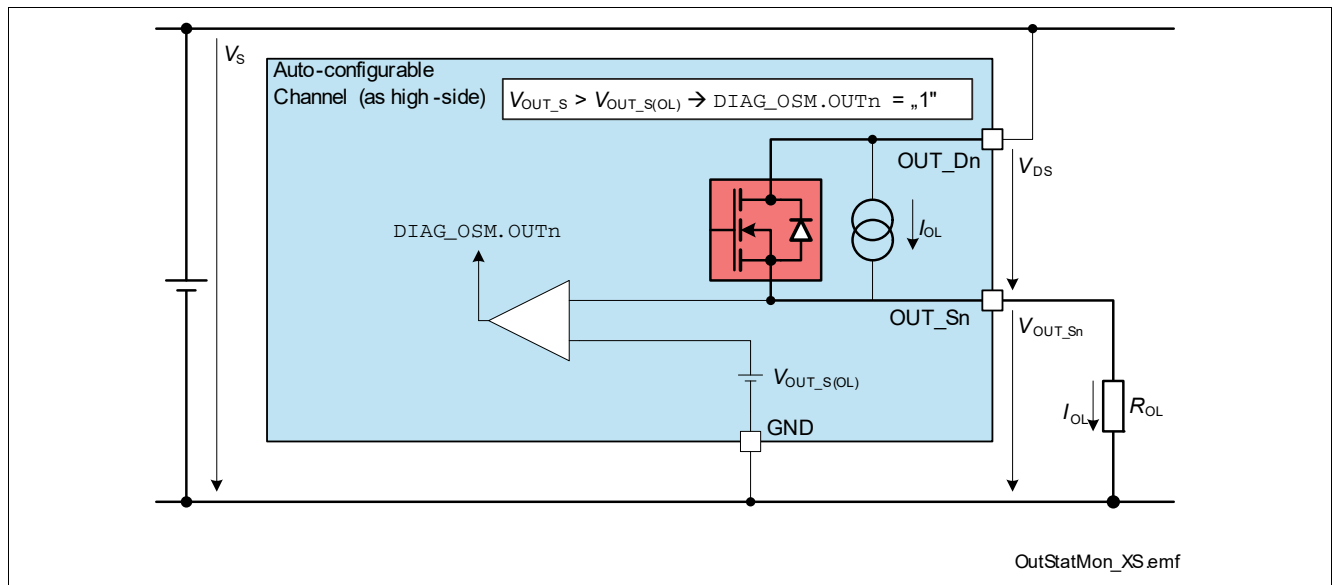 VS
Auto-configurable
Channel (as high -side)
VOUT_S > VOUT_S(OL) → DIAG_OSM.OUTn = „1"
OUT_Dn
VDS
IOL
DIAG_OSM.OUTn
OUT_Sn
VOUT_Sn
VOUT_S(OL)
IOL
ROL
GND
OutStatMon_XS.emf